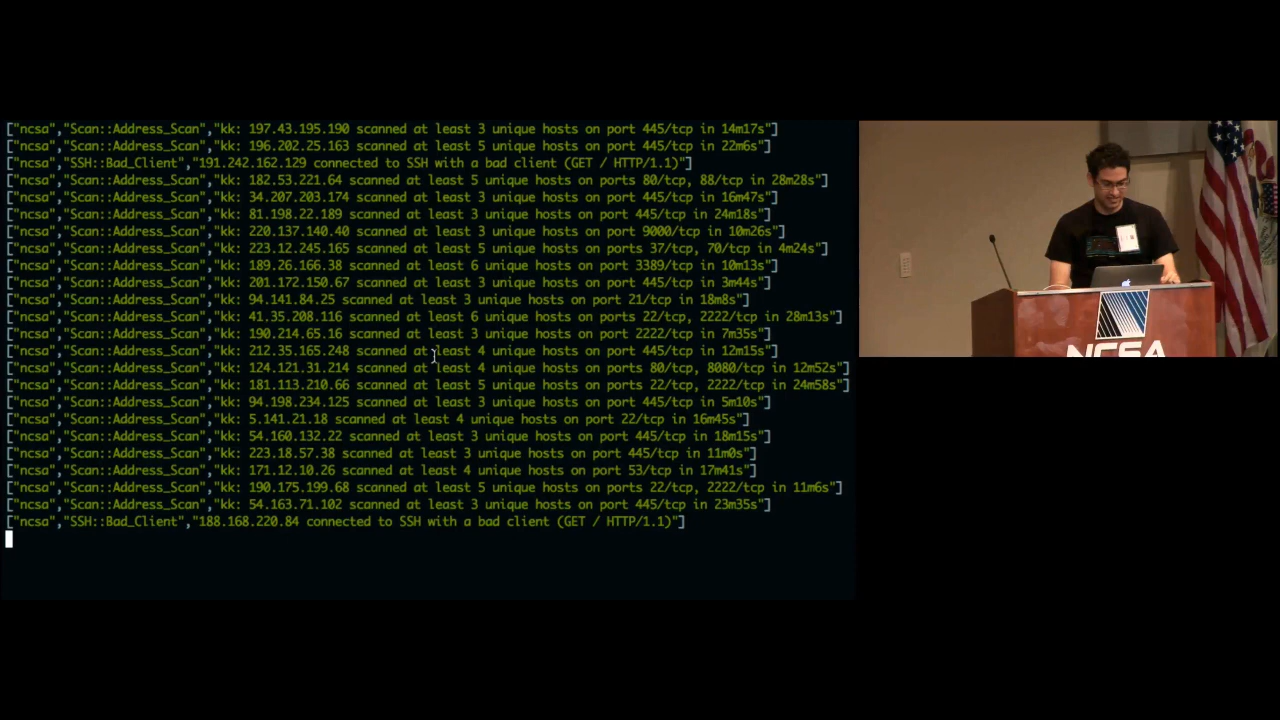 ["ncsa","Scan::Address_Scan","kk: 197.43.195.190 scanned at least 3 unique hosts on port 445/tcp in 14m17s"]
["ncsa","Scan::Address_Scan","kk: 196.202.25.163 scanned at least 5 unique hosts on port 445/tcp in 22m6s"]
["ncsa","SSH::Bad_Client","191.242.162.129 connected to SSH with a bad client (GET / HTTP/1.1)"]
["ncsa","Scan::Address_Scan","kk: 182.53.221.64 scanned at least 5 unique hosts on ports 80/tcp, 88/tcp in 28m28s"]
["ncsa","Scan::Address_Scan","kk: 34.207.203.174 scanned at least 3 unique hosts on port 445/tcp in 16m47s"]
["ncsa","Scan::Address_Scan","kk: 81.198.22.189 scanned at least 3 unique hosts on port 445/tcp in 24m18s"]
["ncsa","Scan::Address_Scan","kk: 220.137.140.40 scanned at least 3 unique hosts on port 9000/tcp in 10m26s"]
["ncsa","Scan::Address_Scan","kk: 223.12.245.165 scanned at least 5 unique hosts on ports 37/tcp, 70/tcp in 4m24s"]
["ncsa","Scan::Address_Scan","kk: 189.26.166.38 scanned at least 6 unique hosts on port 3389/tcp in 10m13s"]
["ncsa","Scan::Address_Scan","kk: 201.172.150.67 scanned at least 3 unique hosts on port 445/tcp in 3m44s"]
["ncsa","Scan::Address_Scan","kk: 94.141.84.25 scanned at least 3 unique hosts on port 21/tcp in 18m8s"]
["ncsa","Scan::Address_Scan","kk: 41.35.208.116 scanned at least 6 unique hosts on ports 22/tcp, 2222/tcp in 28m13s"]
["ncsa","Scan::Address_Scan","kk: 190.214.65.16 scanned at least 3 unique hosts on port 2222/tcp in 7m35s"]
["ncsa","Scan::Address_Scan","kk: 212.35.165.248 scanned at least 4 unique hosts on port 445/tcp in 12m15s"]
["ncsa","Scan::Address_Scan","kk: 124.121.31.214 scanned at least 4 unique hosts on ports 80/tcp, 8080/tcp in 12m52s"]
["ncsa","Scan::Address_Scan","kk: 181.113.210.66 scanned at least 5 unique hosts on ports 22/tcp, 2222/tcp in 24m58s"]
["ncsa","Scan::Address_Scan","kk: 94.198.234.125 scanned at least 3 unique hosts on port 445/tcp in 5m10s"]
["ncsa","Scan::Address_Scan","kk: 5.141.21.18 scanned at least 4 unique hosts on port 22/tcp in 16m45s"]
["ncsa","Scan::Address_Scan","kk: 54.160.132.22 scanned at least 3 unique hosts on port 445/tcp in 18m15s"]
["ncsa","Scan::Address_Scan","kk: 223.18.57.38 scanned at least 3 unique hosts on port 445/tcp in 11m0s"]
["ncsa","Scan::Address_Scan","kk: 171.12.10.26 scanned at least 4 unique hosts on port 53/tcp in 17m41s"]
["ncsa","Scan::Address_Scan","kk: 190.175.199.68 scanned at least 5 unique hosts on ports 22/tcp, 2222/tcp in 11m6s"]
["ncsa","Scan::Address_Scan","kk: 54.163.71.102 scanned at least 3 unique hosts on port 445/tcp in 23m35s"]
["ncsa","SSH::Bad_Client","188.168.220.84 connected to SSH with a bad client (GET / HTTP/1.1)"]
NCSA